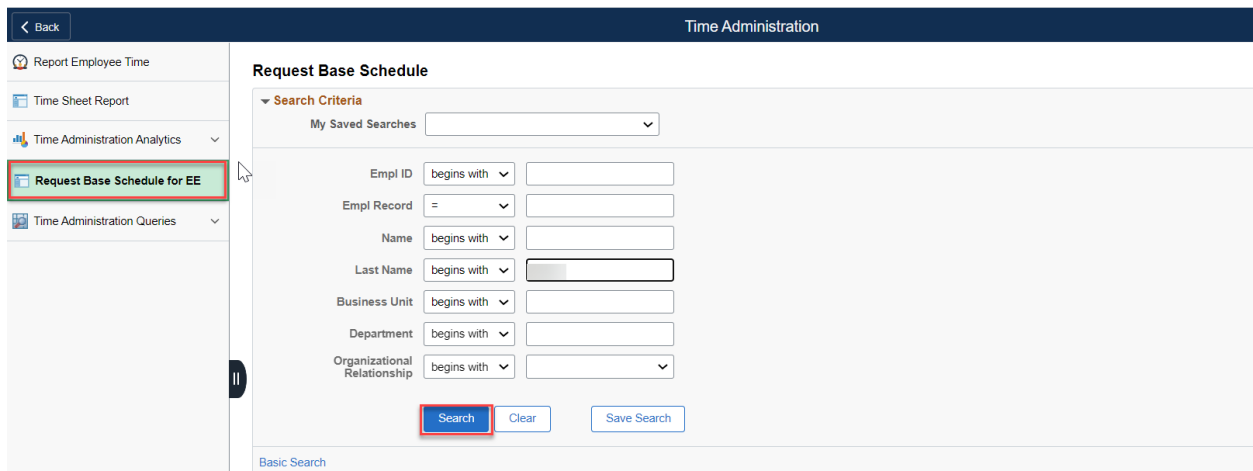 Back
Time Administration
Report Employee Time
Time Sheet Report
Time Administration Analytics
Request Base Schedule for EE
Time Administration Queries
Request Base Schedule
Search Criteria
My Saved Searches
Empl ID begins with
Empl Record =
Name begins with
Last Name begins with
Business Unit begins with
Department begins with
Organizational
Relationship begins with
Search Clear Save Search
Basic Search